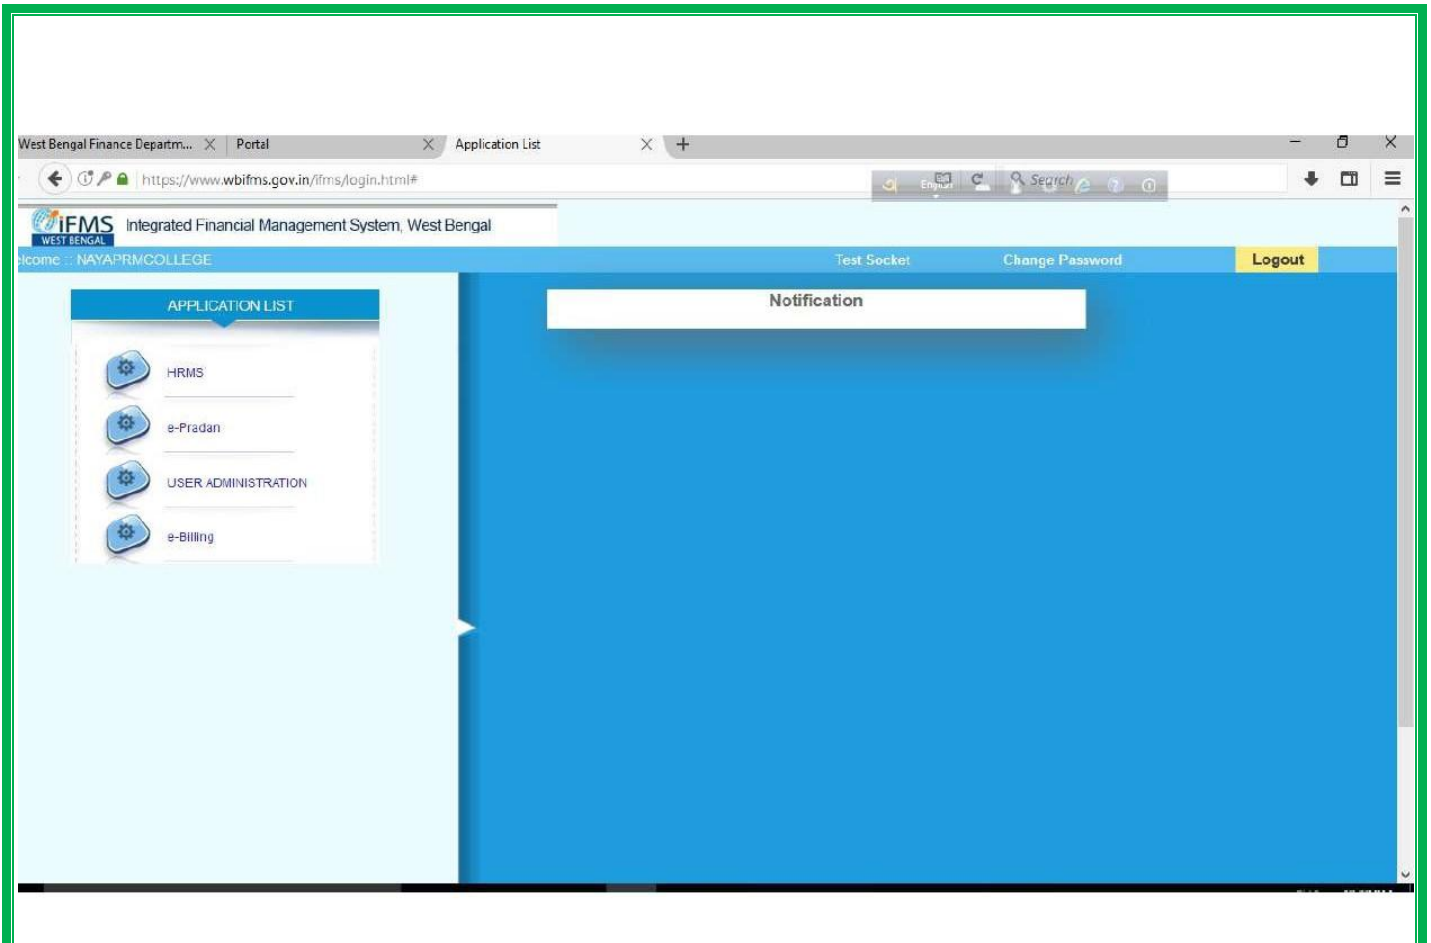 West Bengal Finance Departm...
Portal
Application List
https://www.wbifms.gov.in/ifms/login.html#
English
Search
iFMS
WEST BENGAL
Integrated Financial Management System, West Bengal
elcome :: NAYAPRMCOLLEGE
Test Socket
Change Password
Logout
APPLICATION LIST
Notification
HRMS
e-Pradan
USER ADMINISTRATION
e-Billing